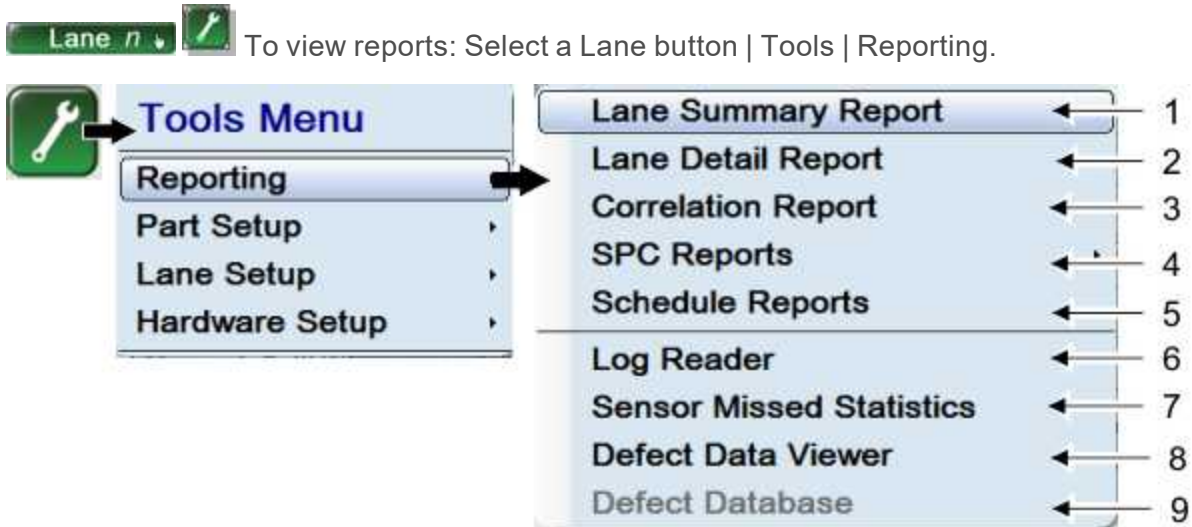 Lane n To view reports: Select a Lane button | Tools | Reporting.
Tools Menu
Reporting
Part Setup
Lane Setup
Hardware Setup
Lane Summary Report 1
Lane Detail Report 2
Correlation Report 3
SPC Reports 4
Schedule Reports 5
Log Reader 6
Sensor Missed Statistics 7
Defect Data Viewer 8
Defect Database 9